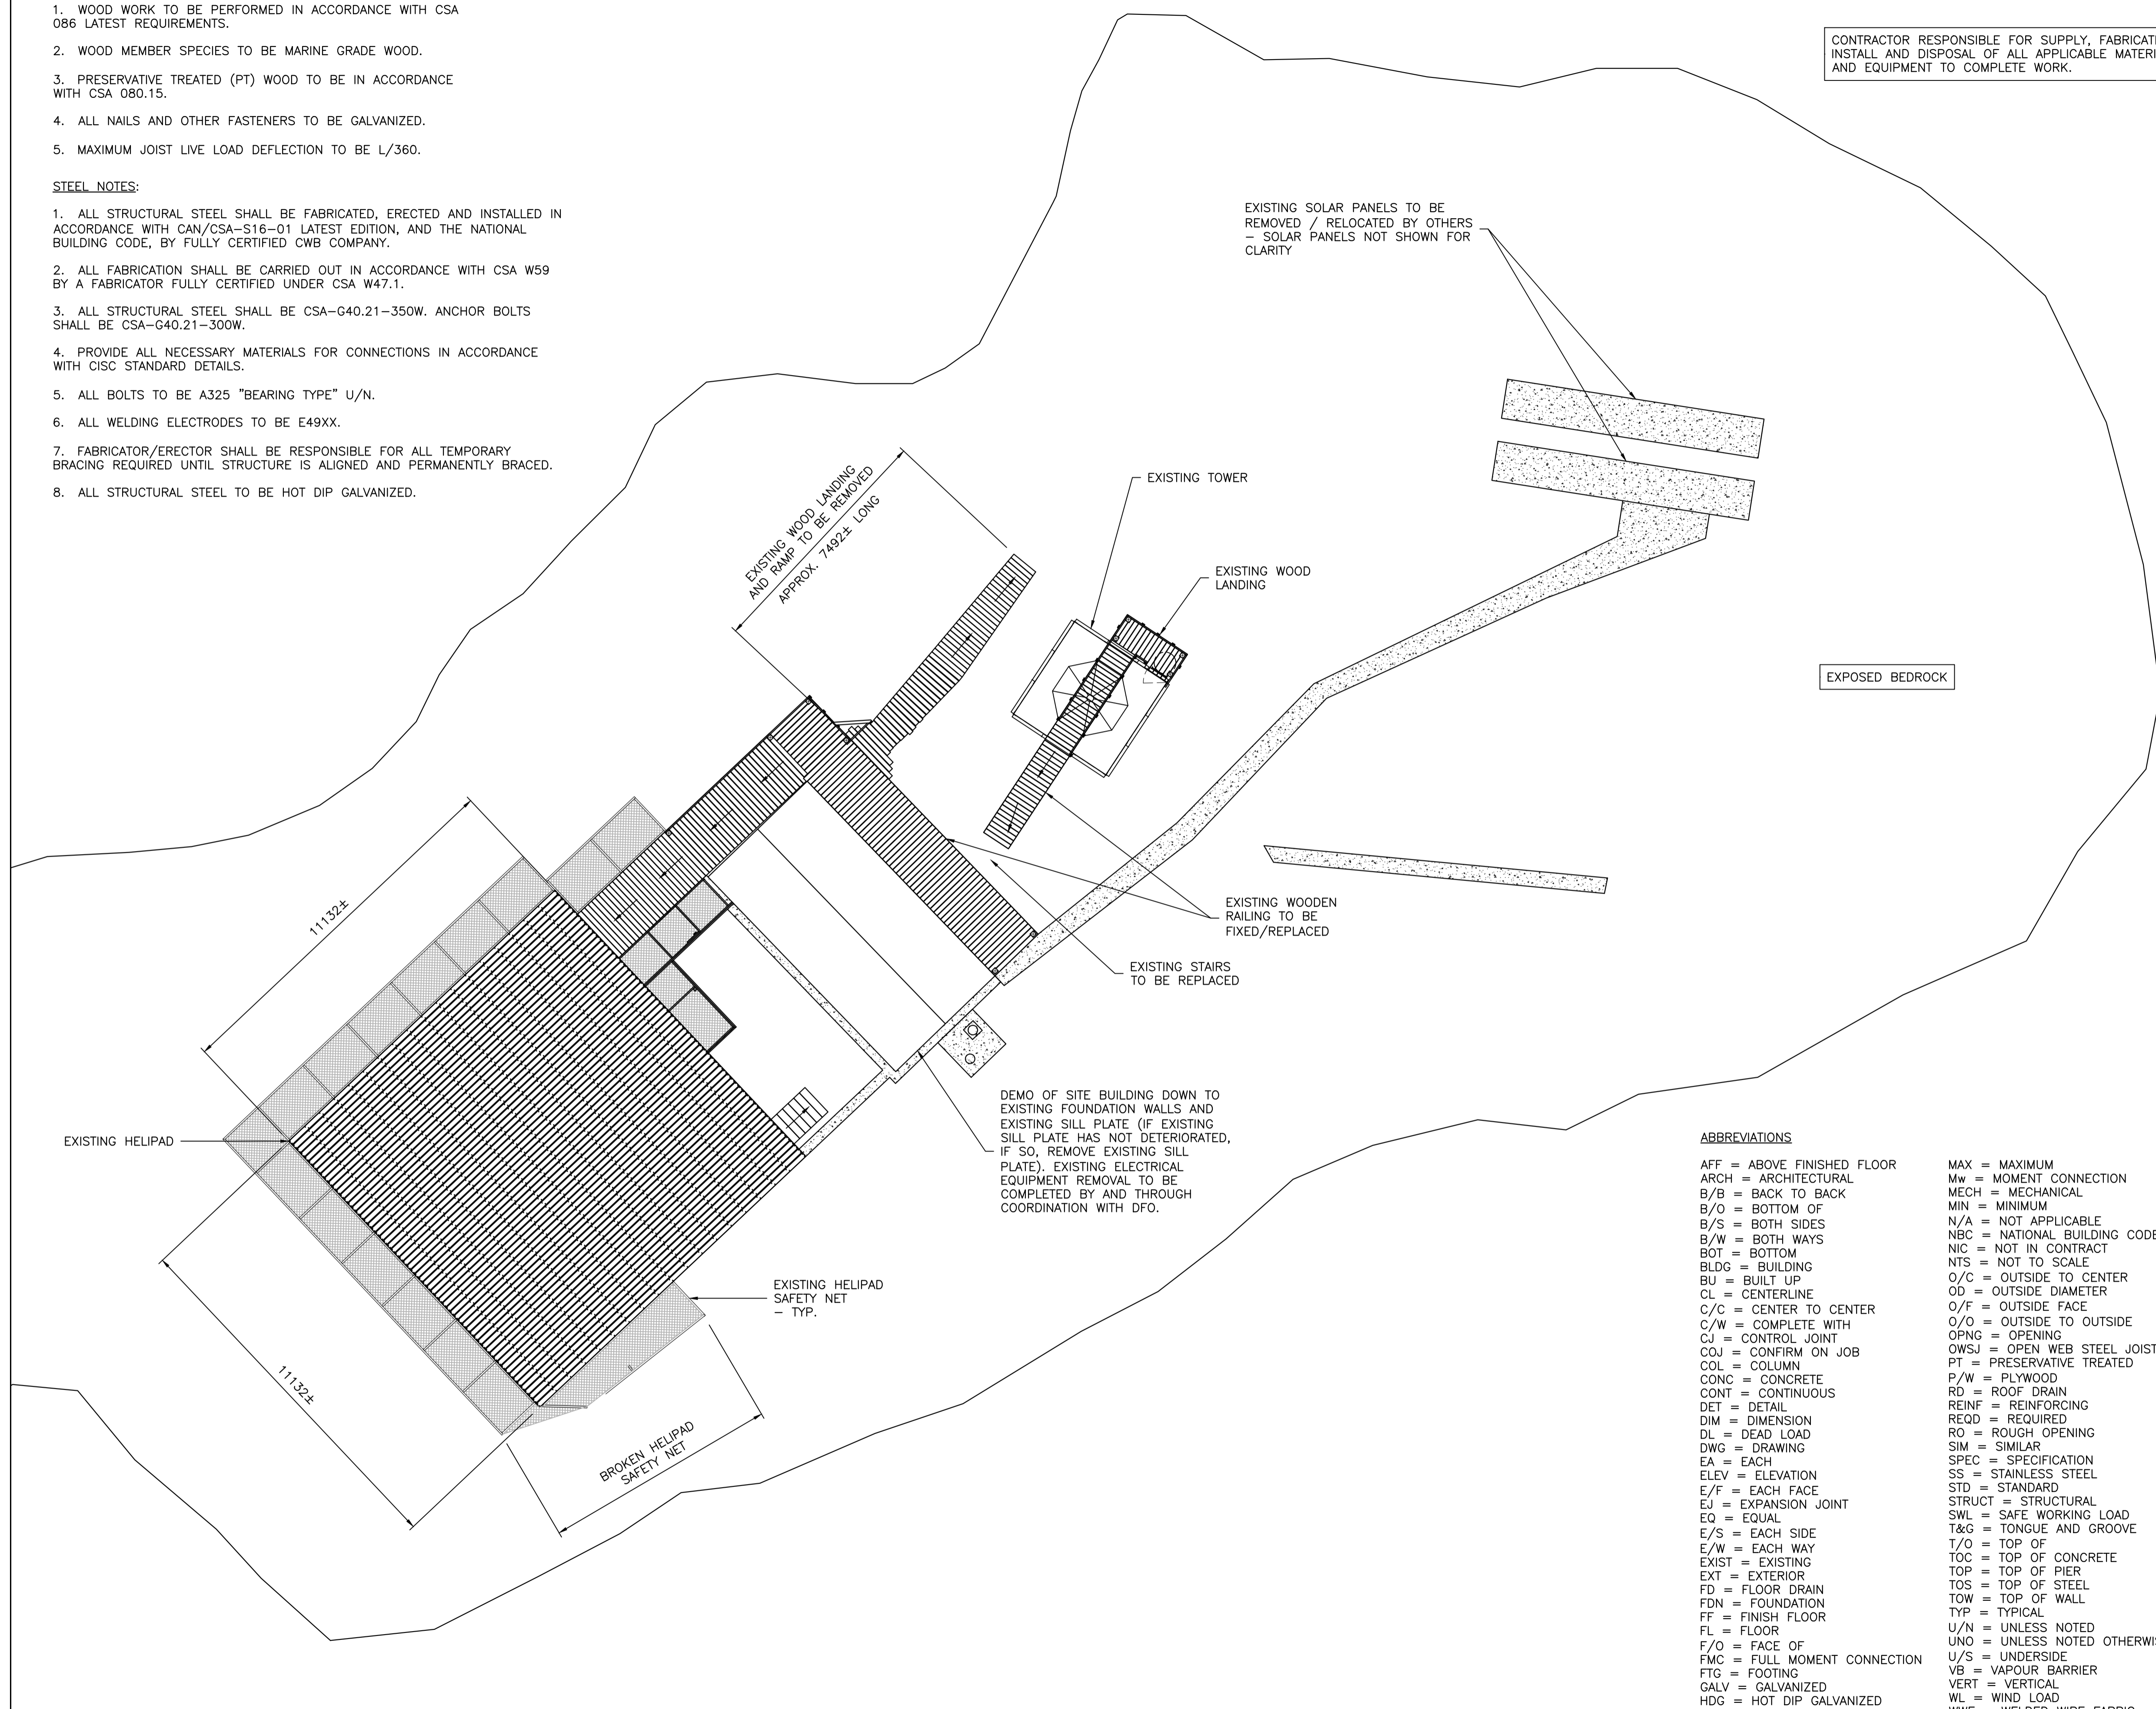 1. WOOD WORK TO BE PERFORMED IN ACCORDANCE WITH CSA
086 LATEST REQUIREMENTS.
2. WOOD MEMBER SPECIES TO BE MARINE GRADE WOOD.
3. PRESERVATIVE TREATED (PT) WOOD TO BE IN ACCORDANCE
WITH CSA 080.15.
4. ALL NAILS AND OTHER FASTENERS TO BE GALVANIZED.
5. MAXIMUM JOIST LIVE LOAD DEFLECTION TO BE L/360.
STEEL NOTES:
1. ALL STRUCTURAL STEEL SHALL BE FABRICATED, ERECTED AND INSTALLED IN
ACCORDANCE WITH CAN/CSA-S16-01 LATEST EDITION, AND THE NATIONAL
BUILDING CODE, BY FULLY CERTIFIED CWB COMPANY.
2. ALL FABRICATION SHALL BE CARRIED OUT IN ACCORDANCE WITH CSA W59
BY A FABRICATOR FULLY CERTIFIED UNDER CSA W47.1.
3. ALL STRUCTURAL STEEL SHALL BE CSA-G40.21-350W. ANCHOR BOLTS
SHALL BE CSA-G40.21-300W.
4. PROVIDE ALL NECESSARY MATERIALS FOR CONNECTIONS IN ACCORDANCE
WITH CISC STANDARD DETAILS.
5. ALL BOLTS TO BE A325 "BEARING TYPE" U/N.
6. ALL WELDING ELECTRODES TO BE E49XX.
7. FABRICATOR/ERECTOR SHALL BE RESPONSIBLE FOR ALL TEMPORARY
BRACING REQUIRED UNTIL STRUCTURE IS ALIGNED AND PERMANENTLY BRACED.
8. ALL STRUCTURAL STEEL TO BE HOT DIP GALVANIZED.
CONTRACTOR RESPONSIBLE FOR SUPPLY,
INSTALL AND DISPOSAL OF ALL APPLICABLE
AND EQUIPMENT TO COMPLETE WORK.
EXISTING SOLAR PANELS TO BE
REMOVED / RELOCATED BY OTHERS
- SOLAR PANELS NOT SHOWN FOR
CLARITY
EXISTING WOOD LANDING
AND RAMP TO BE REMOVED
APPROX. 7492± LONG
EXISTING TOWER
EXISTING WOOD
LANDING
EXPOSED BEDROCK
11132±
EXISTING WOODEN
RAILING TO BE
FIXED/REPLACED
EXISTING STAIRS
TO BE REPLACED
EXISTING HELIPAD
DEMO OF SITE BUILDING DOWN TO
EXISTING FOUNDATION WALLS AND
EXISTING SILL PLATE (IF EXISTING
SILL PLATE HAS NOT DETERIORATED,
IF SO, REMOVE EXISTING SILL
PLATE). EXISTING ELECTRICAL
EQUIPMENT REMOVAL TO BE
COMPLETED BY AND THROUGH
COORDINATION WITH DFO.
EXISTING HELIPAD
SAFETY NET
- TYP.
11132±
BROKEN HELIPAD
SAFETY NET
ABBREVIATIONS
AFF = ABOVE FINISHED FLOOR
ARCH = ARCHITECTURAL
B/B = BACK TO BACK
B/O = BOTTOM OF
B/S = BOTH SIDES
B/W = BOTH WAYS
BOT = BOTTOM
BLDG = BUILDING
BU = BUILT UP
CL = CENTERLINE
C/C = CENTER TO CENTER
C/W = COMPLETE WITH
CJ = CONTROL JOINT
COJ = CONFIRM ON JOB
COL = COLUMN
CONC = CONCRETE
CONT = CONTINUOUS
DET = DETAIL
DIM = DIMENSION
DL = DEAD LOAD
DWG = DRAWING
EA = EACH
ELEV = ELEVATION
E/F = EACH FACE
EJ = EXPANSION JOINT
EQ = EQUAL
E/S = EACH SIDE
E/W = EACH WAY
EXIST = EXISTING
EXT = EXTERIOR
FD = FLOOR DRAIN
FDN = FOUNDATION
FF = FINISH FLOOR
FL = FLOOR
F/O = FACE OF
FMC = FULL MOMENT CONNECTION
FTG = FOOTING
GALV = GALVANIZED
HDG = HOT DIP GALVANIZED
MAX = MAXIMUM
Mw = MOMENT CONNECTION
MECH = MECHANICAL
MIN = MINIMUM
N/A = NOT APPLICABLE
NBC = NATIONAL BUILDING CODE
NIC = NOT IN CONTRACT
NTS = NOT TO SCALE
O/C = OUTSIDE TO CENTER
OD = OUTSIDE DIAMETER
O/F = OUTSIDE FACE
O/O = OUTSIDE TO OUTSIDE
OPNG = OPENING
OWSJ = OPEN WEB STEEL JOIST
PT = PRESERVATIVE TREATED
P/W = PLYWOOD
RD = ROOF DRAIN
REINF = REINFORCING
REQD = REQUIRED
RO = ROUGH OPENING
SIM = SIMILAR
SPEC = SPECIFICATION
SS = STAINLESS STEEL
STD = STANDARD
STRUCT = STRUCTURAL
SWL = SAFE WORKING LOAD
T&G = TONGUE AND GROOVE
T/O = TOP OF
TOC = TOP OF CONCRETE
TOP = TOP OF PIER
TOS = TOP OF STEEL
TOW = TOP OF WALL
TYP = TYPICAL
U/N = UNLESS NOTED
UNO = UNLESS NOTED
U/S = UNDERSIDE
VB = VAPOUR BARRIER
VERT = VERTICAL
WL = WIND LOAD